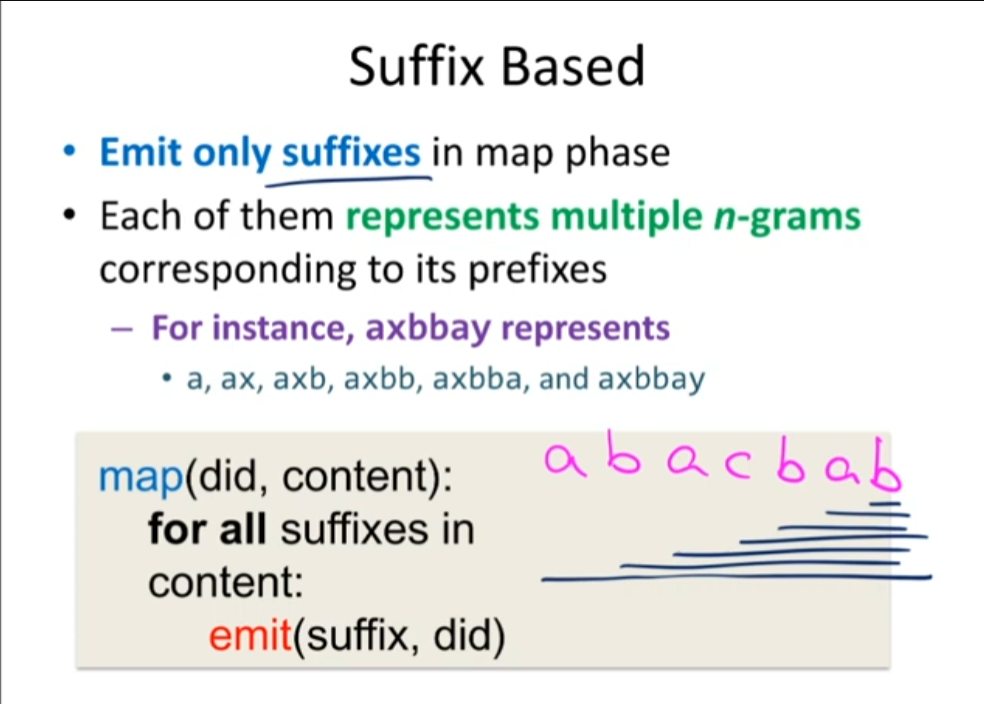 Suffix Based
• Emit only suffixes in map phase
• Each of them represents multiple n-grams
corresponding to its prefixes
– For instance, axbbay represents
• a, ax, axb, axbb, axbba, and axbbay
map(did, content):
a b a c b a b
for all suffixes in
content:
emit(suffix, did)